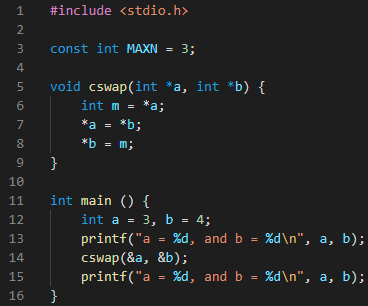 1 #include <stdio.h>
2
3 const int MAXN = 3;
4
5 void cswap(int *a, int *b) {
6     int m = *a;
7     *a = *b;
8     *b = m;
9 }
10
11 int main () {
12     int a = 3, b = 4;
13     printf("a = %d, and b = %d\n", a, b);
14     cswap(&a, &b);
15     printf("a = %d, and b = %d\n", a, b);
16 }